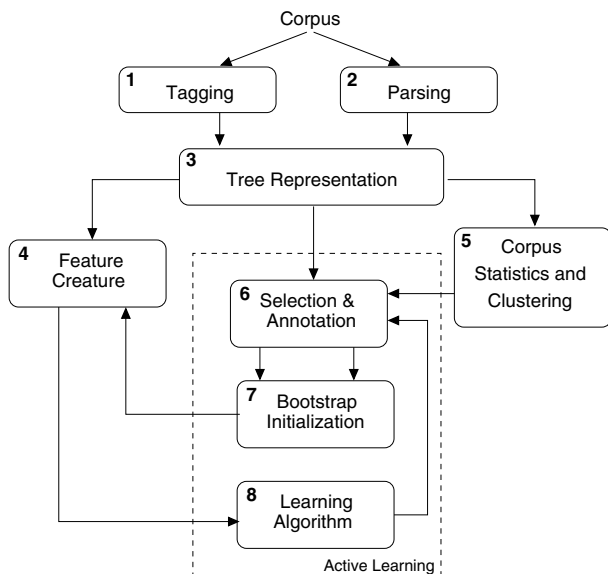 Corpus
1
Tagging
2
Parsing
3
Tree Representation
4
Feature
Creature
5
Corpus
Statistics and
Clustering
6
Selection &
Annotation
7
Bootstrap
Initialization
8
Learning
Algorithm
Active Learning